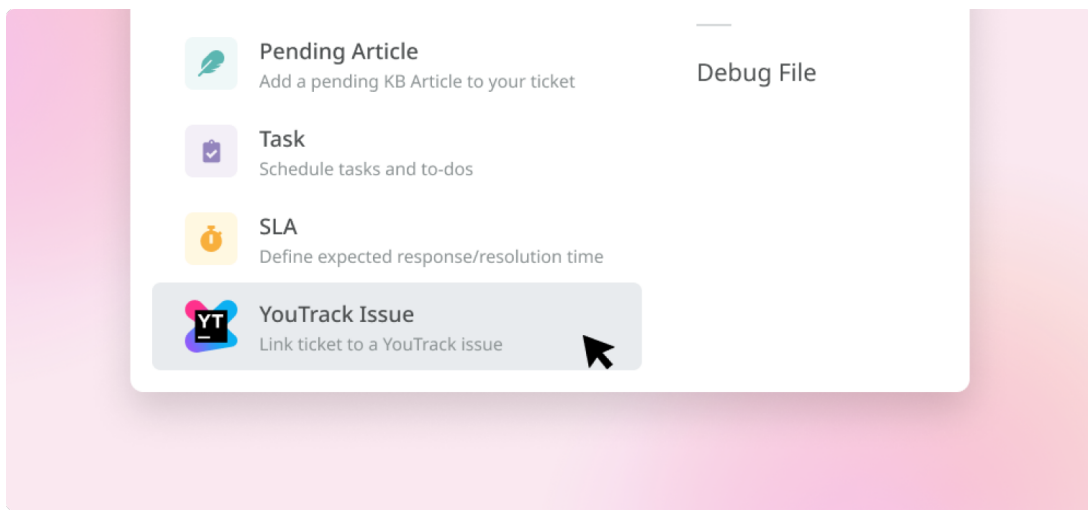 Pending Article
Add a pending KB Article to your ticket
Task
Schedule tasks and to-dos
SLA
Define expected response/resolution time
YT
YouTrack Issue
Link ticket to a YouTrack issue
Debug File